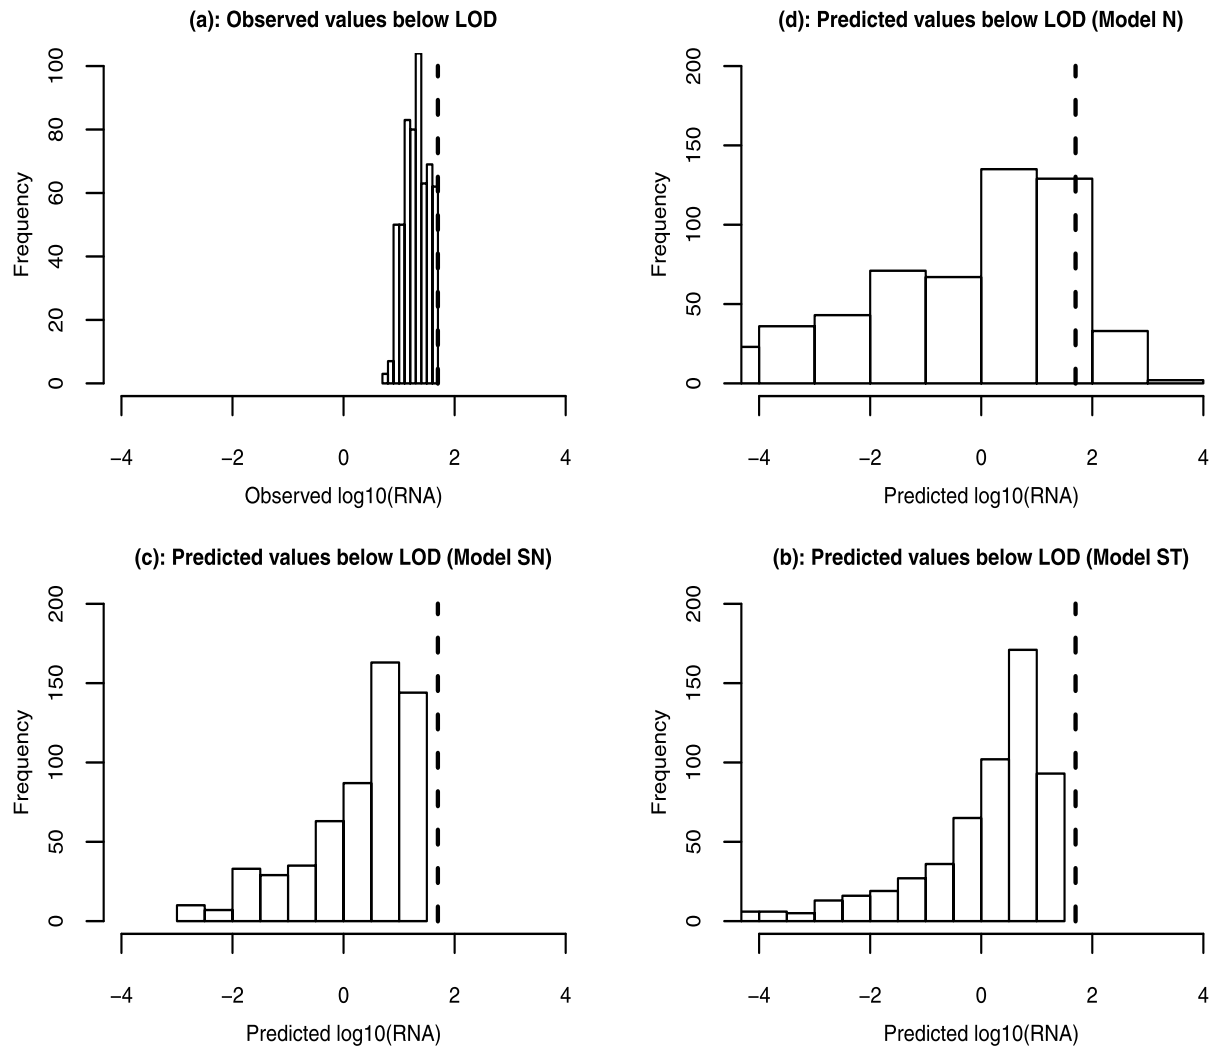 (a): Observed values below LOD
Frequency
0 20 40 60 80 100
−4 −2 0 2 4
Observed log10(RNA)
(d): Predicted values below LOD (Model N)
Frequency
0 50 100 150 200
−4 −2 0 2 4
Predicted log10(RNA)
(c): Predicted values below LOD (Model SN)
Frequency
0 50 100 150 200
−4 −2 0 2 4
Predicted log10(RNA)
(b): Predicted values below LOD (Model ST)
Frequency
0 50 100 150 200
−4 −2 0 2 4
Predicted log10(RNA)